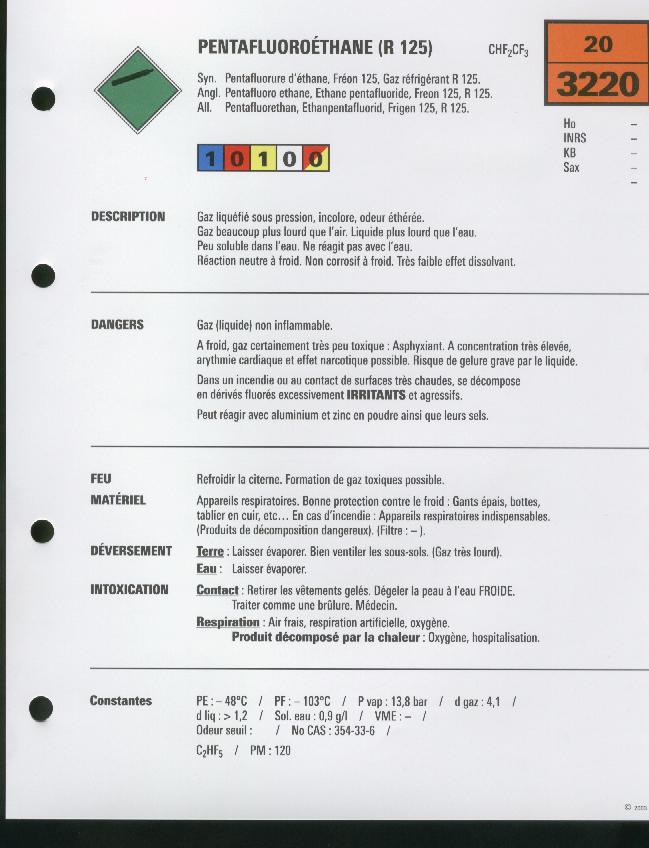 PENTAFLUOROÉTHANE (R 125)
CHF2CF3
20
3220
Syn. Pentafluorure d'éthane, Fréon 125, Gaz réfrigérant R 125.
Angl. Pentafluoro ethane, Ethane pentafluoride, Freon 125, R 125.
All. Pentafluorethan, Ethanpentafluorid, Frigen 125, R 125.
Ho –
INRS –
KB –
Sax –
–
1 0 1 0 0
DESCRIPTION
Gaz liquéfié sous pression, incolore, odeur éthérée.
Gaz beaucoup plus lourd que l'air. Liquide plus lourd que l'eau.
Peu soluble dans l'eau. Ne réagit pas avec l'eau.
Réaction neutre à froid. Non corrosif à froid. Très faible effet dissolvant.
DANGERS
Gaz (liquide) non inflammable.
A froid, gaz certainement très peu toxique : Asphyxiant. A concentration très élevée,
arythmie cardiaque et effet narcotique possible. Risque de gelure grave par le liquide.
Dans un incendie ou au contact de surfaces très chaudes, se décompose
en dérivés fluorés excessivement IRRITANTS et agressifs.
Peut réagir avec aluminium et zinc en poudre ainsi que leurs sels.
FEU
Refroidir la citerne. Formation de gaz toxiques possible.
MATÉRIEL
Appareils respiratoires. Bonne protection contre le froid : Gants épais, bottes,
tablier en cuir, etc... En cas d'incendie : Appareils respiratoires indispensables.
(Produits de décomposition dangereux). (Filtre : – ).
DÉVERSEMENT
Terre : Laisser évaporer. Bien ventiler les sous-sols. (Gaz très lourd).
Eau : Laisser évaporer.
INTOXICATION
Contact : Retirer les vêtements gelés. Dégeler la peau à l'eau FROIDE.
Traiter comme une brûlure. Médecin.
Respiration : Air frais, respiration artificielle, oxygène.
Produit décomposé par la chaleur : Oxygène, hospitalisation.
Constantes
PE : – 48°C / PF : – 103°C / P vap : 13,8 bar / d gaz : 4,1 /
d liq : > 1,2 / Sol. eau : 0,9 g/l / VME : – /
Odeur seuil : / No CAS : 354-33-6 /
C2HF5 / PM : 120
©